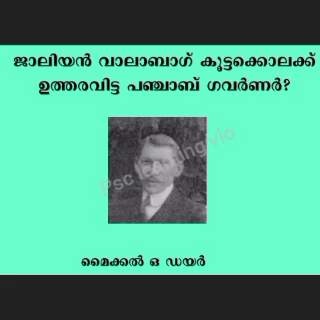 ജാലിയൻ വാലാബാഗ് കൂട്ടക്കൊലക്ക്
ഉത്തരവിട്ട പഞ്ചാബ് ഗവർണർ?
മൈക്കൽ ഒ ഡയർ